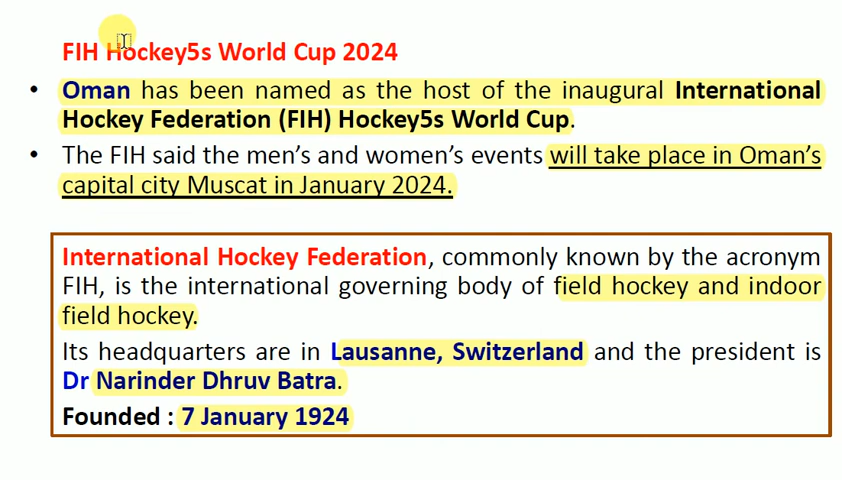 FIH Hockey5s World Cup 2024
• Oman has been named as the host of the inaugural International
Hockey Federation (FIH) Hockey5s World Cup.
• The FIH said the men's and women's events will take place in Oman's
capital city Muscat in January 2024.
International Hockey Federation, commonly known by the acronym
FIH, is the international governing body of field hockey and indoor
field hockey.
Its headquarters are in Lausanne, Switzerland and the president is
Dr Narinder Dhruv Batra.
Founded : 7 January 1924